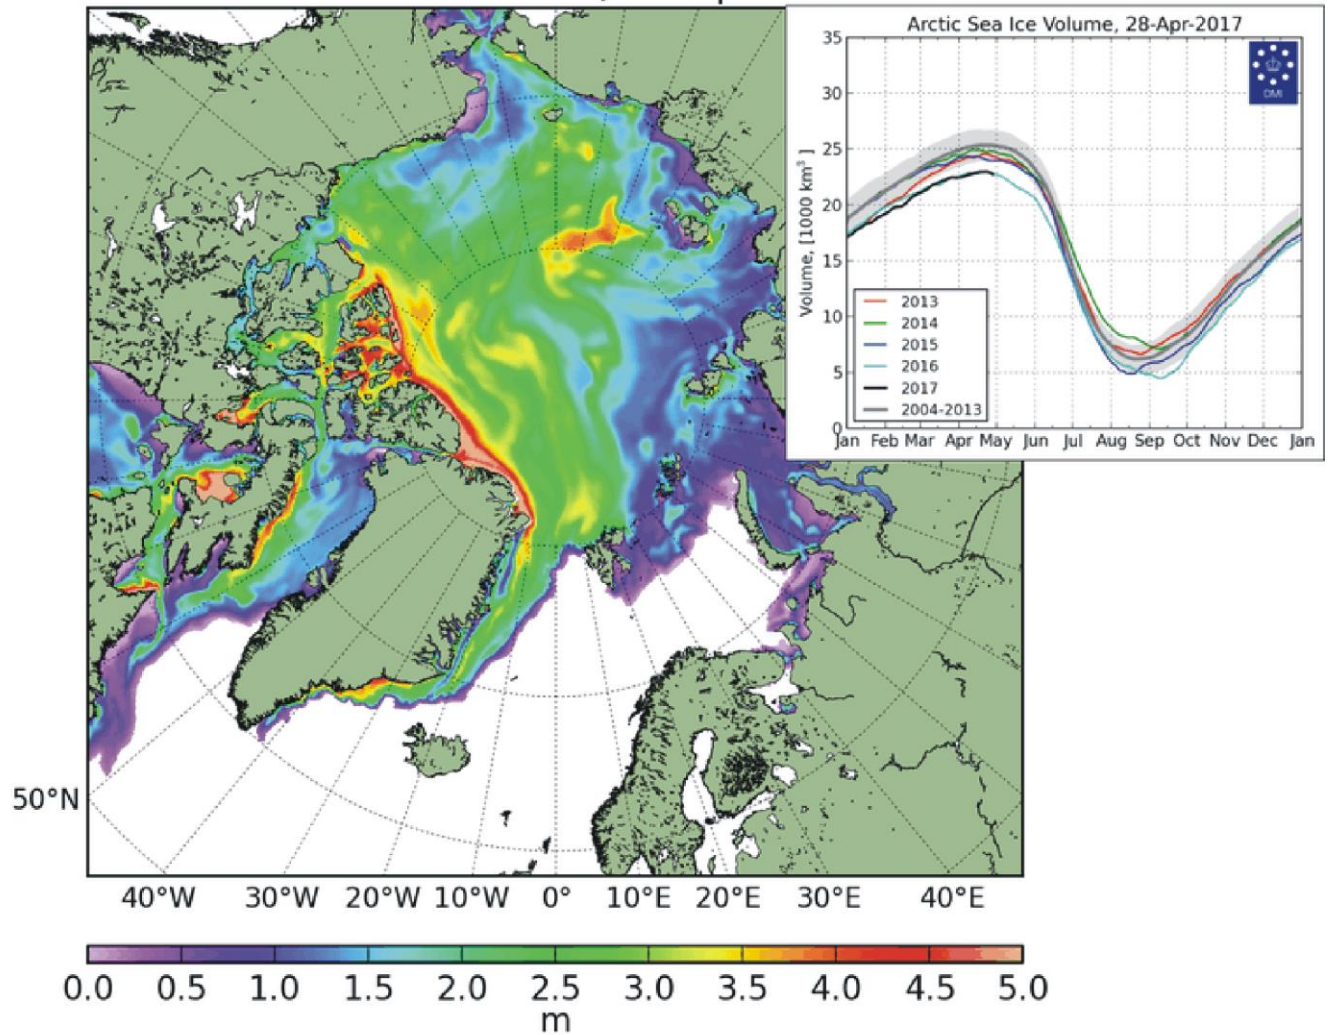 Arctic Sea Ice Volume, 28-Apr-2017
35
30
25
20
15
10
5
0
Volume, [1000 km³ ]
DMI
2013
2014
2015
2016
2017
2004-2013
Jan Feb Mar Apr May Jun Jul Aug Sep Oct Nov Dec Jan
50°N
40°W 30°W 20°W 10°W 0° 10°E 20°E 30°E 40°E
0.0 0.5 1.0 1.5 2.0 2.5 3.0 3.5 4.0 4.5 5.0
m